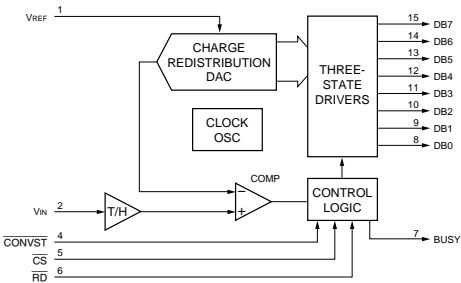 VREF 1
CHARGE
REDISTRIBUTION
DAC
THREE-
STATE
DRIVERS
15 DB7
14 DB6
13 DB5
12 DB4
11 DB3
10 DB2
9 DB1
8 DB0
CLOCK
OSC
COMP
−
+
VIN 2
T/H
CONTROL
LOGIC
CONVST 4
CS 5
RD 6
7 BUSY